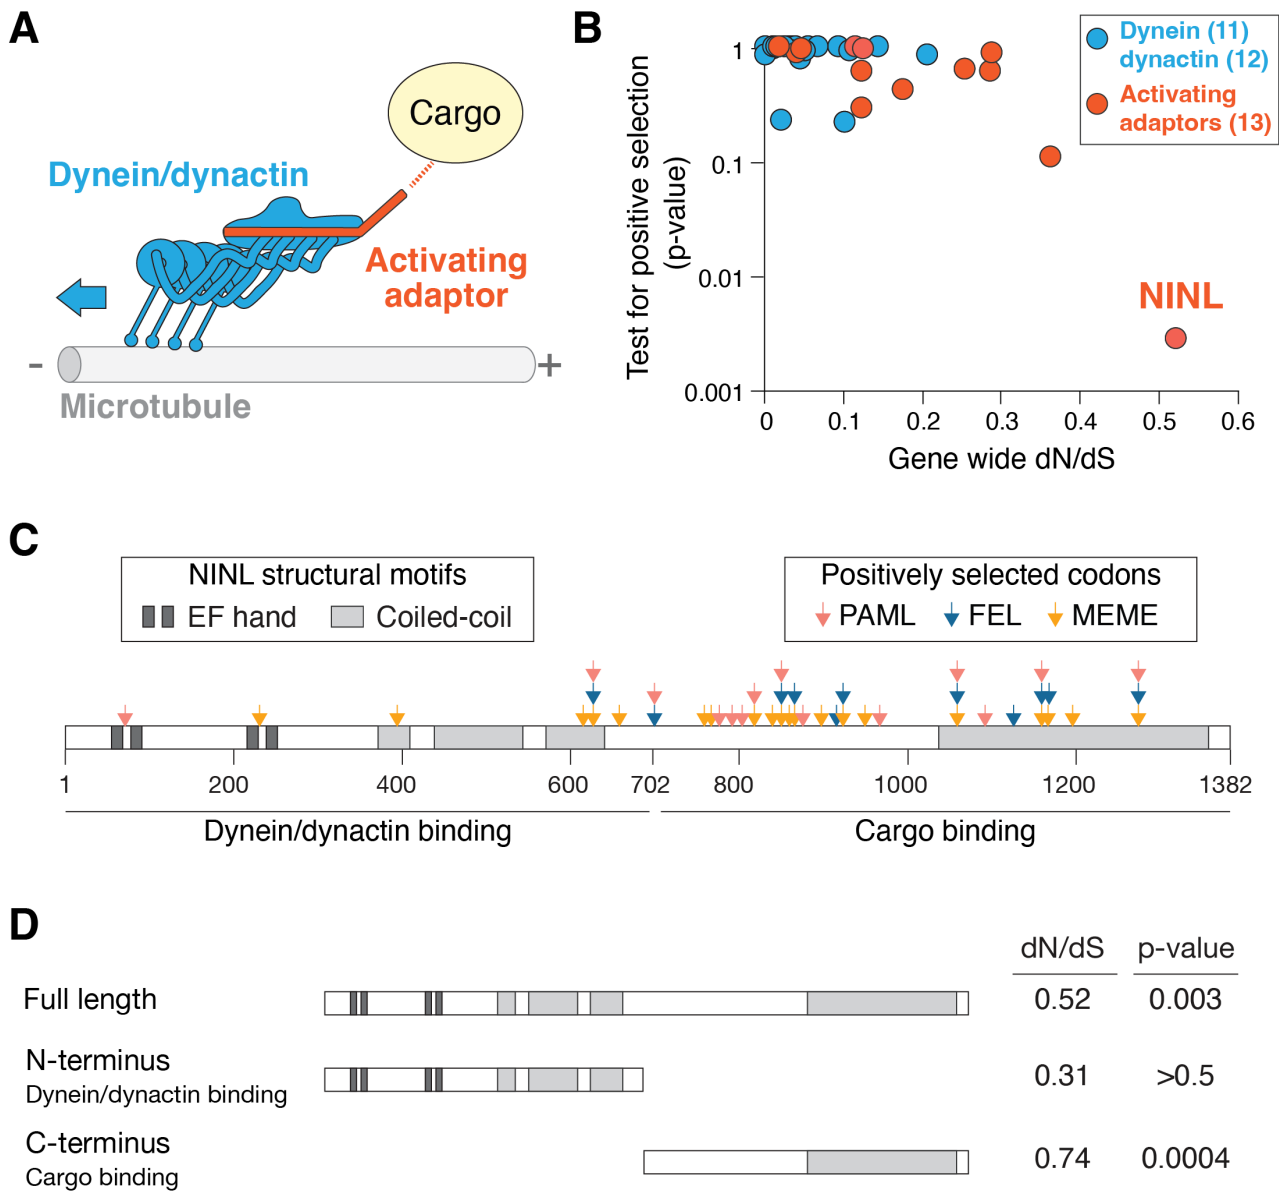 A
Cargo
Dynein/dynactin
Activating
adaptor
-
+
Microtubule
B
Dynein (11)
dynactin (12)
Activating
adaptors (13)
Test for positive selection
(p-value)
1
0.1
0.01
0.001
NINL
0 0.1 0.2 0.3 0.4 0.5 0.6
Gene wide dN/dS
C
NINL structural motifs
EF hand Coiled-coil
Positively selected codons
PAML FEL MEME
1 200 400 600 702 800 1000 1200 1382
Dynein/dynactin binding Cargo binding
D
dN/dS p-value
Full length 0.52 0.003
N-terminus
Dynein/dynactin binding
0.31 >0.5
C-terminus
Cargo binding
0.74 0.0004